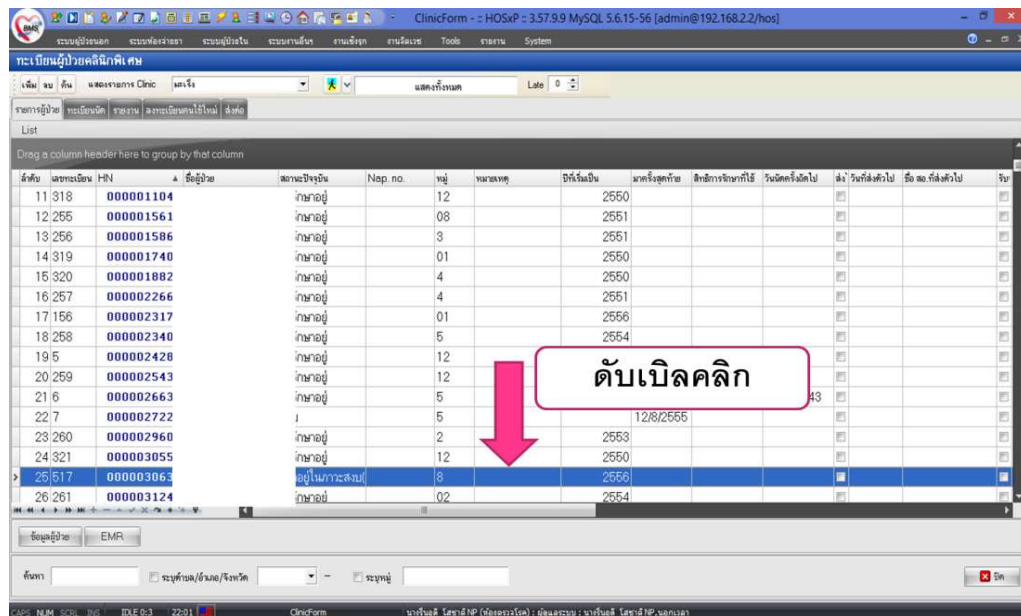 ClinicForm - :: HOSxP :: 3.57.9.9 MySQL 5.6.15-56 [admin@192.168.2.2/hos]
BMS
ระบบผู้ป่วยนอก ระบบห้องจ่ายยา ระบบผู้ป่วยใน ระบบงานอื่นๆ งานเชิงรุก งานจัดเวร Tools รายงาน System
ทะเบียนผู้ป่วยคลินิกพิเศษ
เพิ่ม ลบ ค้น แสดงรายการ Clinic มะเร็ง แสดงทั้งหมด Late 0
รายการผู้ป่วย ทะเบียนนัด รายงาน ลงทะเบียนคนไข้ใหม่ ส่งต่อ
List
Drag a column header here to group by that column
ลำดับ เลขทะเบียน HN ชื่อผู้ป่วย สถานะปัจจุบัน Nap. no. หมู่ หมายเหตุ ปีที่เริ่มเป็น มาครั้งสุดท้าย สิทธิการรักษาที่ใช้ วันนัดครั้งถัดไป ส่ง วันที่ส่งตัวไป ชื่อ สอ.ที่ส่งตัวไป รับ
11 318 000001104 ักษาอยู่ 12 2550
12 255 000001561 ักษาอยู่ 08 2551
13 256 000001586 ักษาอยู่ 3 2551
14 319 000001740 ักษาอยู่ 01 2550
15 320 000001882 ักษาอยู่ 4 2550
16 257 000002266 ักษาอยู่ 4 2551
17 156 000002317 ักษาอยู่ 01 2556
18 258 000002340 ักษาอยู่ 5 2554
19 5 000002428 ักษาอยู่ 12
20 259 000002543 ักษาอยู่ 12
21 6 000002663 ักษาอยู่ 5 43
22 7 000002722 5 12/8/2555
23 260 000002960 ักษาอยู่ 2 2553
24 321 000003055 ักษาอยู่ 12 2550
25 517 000003063 อยู่ในภาวะสงบ( 8 2556
26 261 000003124 ักษาอยู่ 02 2554
ดับเบิลคลิก
ข้อมูลผู้ป่วย EMR
ค้นหา ระบุตำบล/อำเภอ/จังหวัด - ระบุหมู่ ปิด
CAPS NUM SCRL INS IDLE 0:3 22:01 ClinicForm